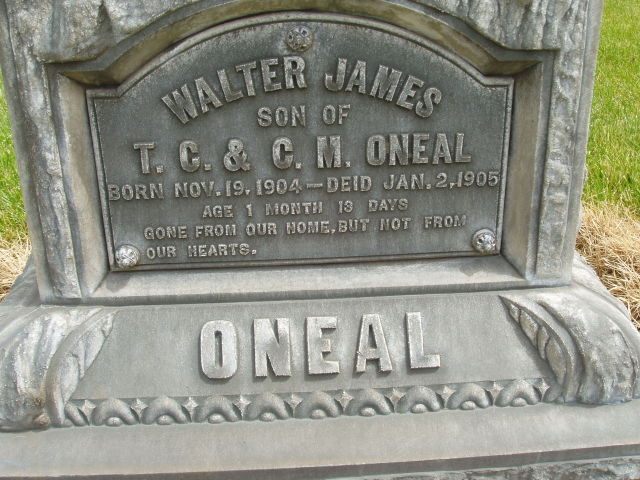 WALTER JAMES
SON OF
T. C. & C. M. ONEAL
BORN NOV. 19, 1904 — DEID JAN. 2, 1905
AGE 1 MONTH 13 DAYS
GONE FROM OUR HOME, BUT NOT FROM
OUR HEARTS.
ONEAL